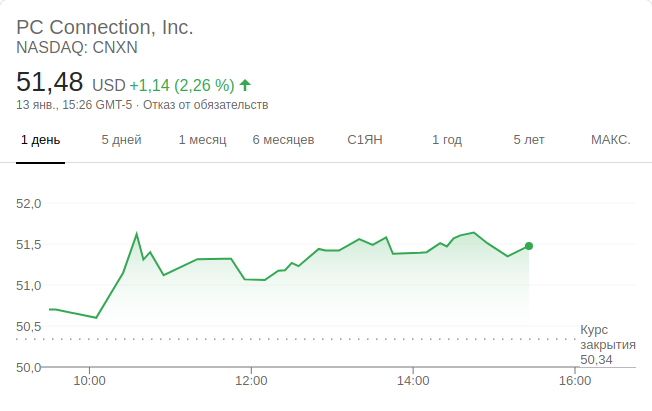 PC Connection, Inc.
NASDAQ: CNXN
51,48 USD +1,14 (2,26 %)
13 янв., 15:26 GMT-5 · Отказ от обязательств
1 день 5 дней 1 месяц 6 месяцев С1ЯН 1 год 5 лет МАКС.
52,0
51,5
51,0
50,5
50,0
Курс
закрытия
50,34
10:00 12:00 14:00 16:00